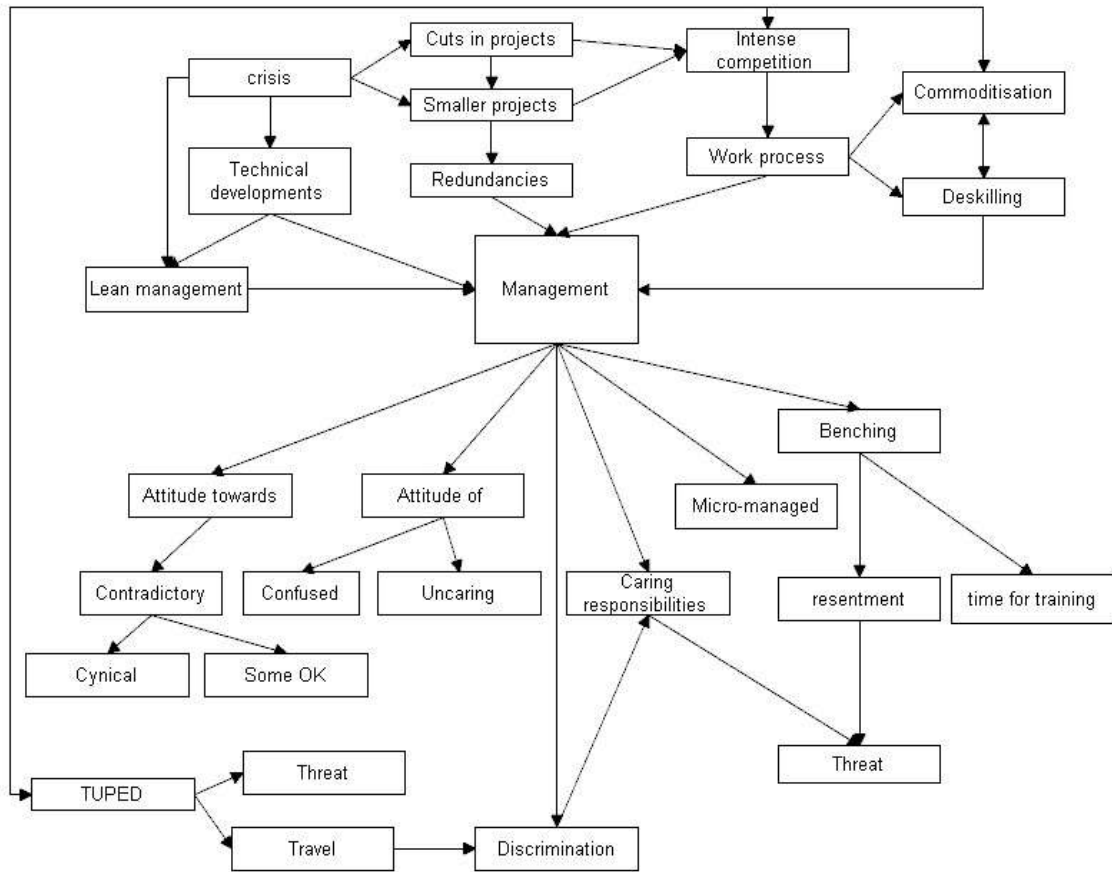 Cuts in projects
Intense
competition
crisis
Commoditisation
Smaller projects
Technical
developments
Work process
Redundancies
Deskilling
Lean management
Management
Benching
Attitude towards
Attitude of
Micro-managed
Contradictory
Confused
Uncaring
Caring
responsibilities
resentment
time for training
Cynical
Some OK
Threat
Threat
TUPED
Travel
Discrimination